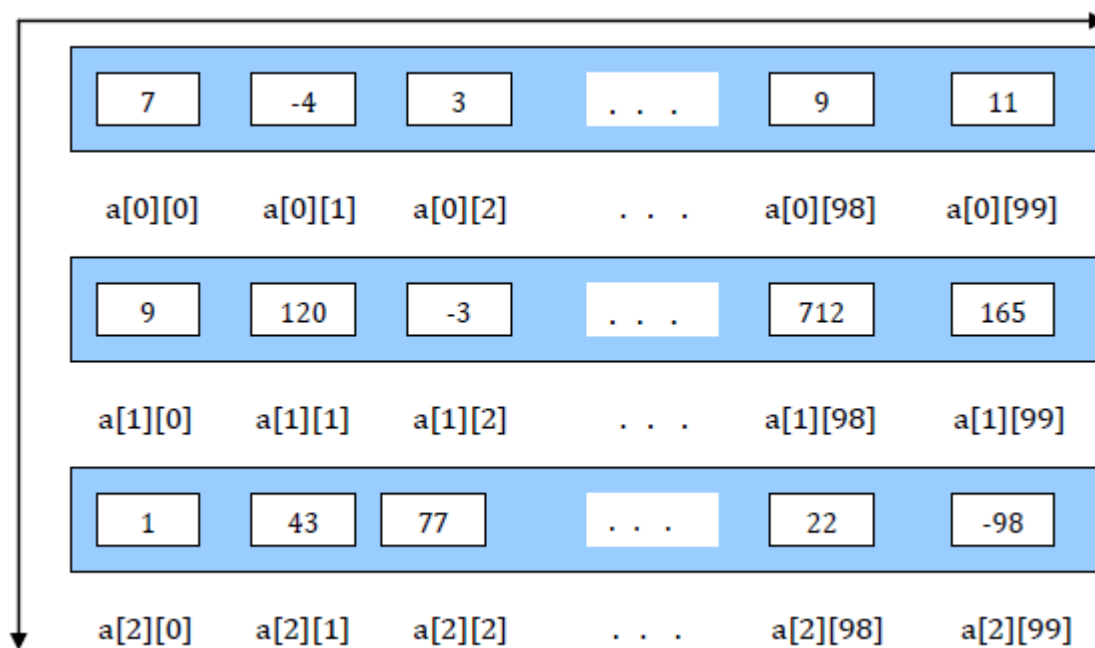 7 -4 3 . . . 9 11
a[0][0] a[0][1] a[0][2] . . . a[0][98] a[0][99]
9 120 -3 . . . 712 165
a[1][0] a[1][1] a[1][2] . . . a[1][98] a[1][99]
1 43 77 . . . 22 -98
a[2][0] a[2][1] a[2][2] . . . a[2][98] a[2][99]